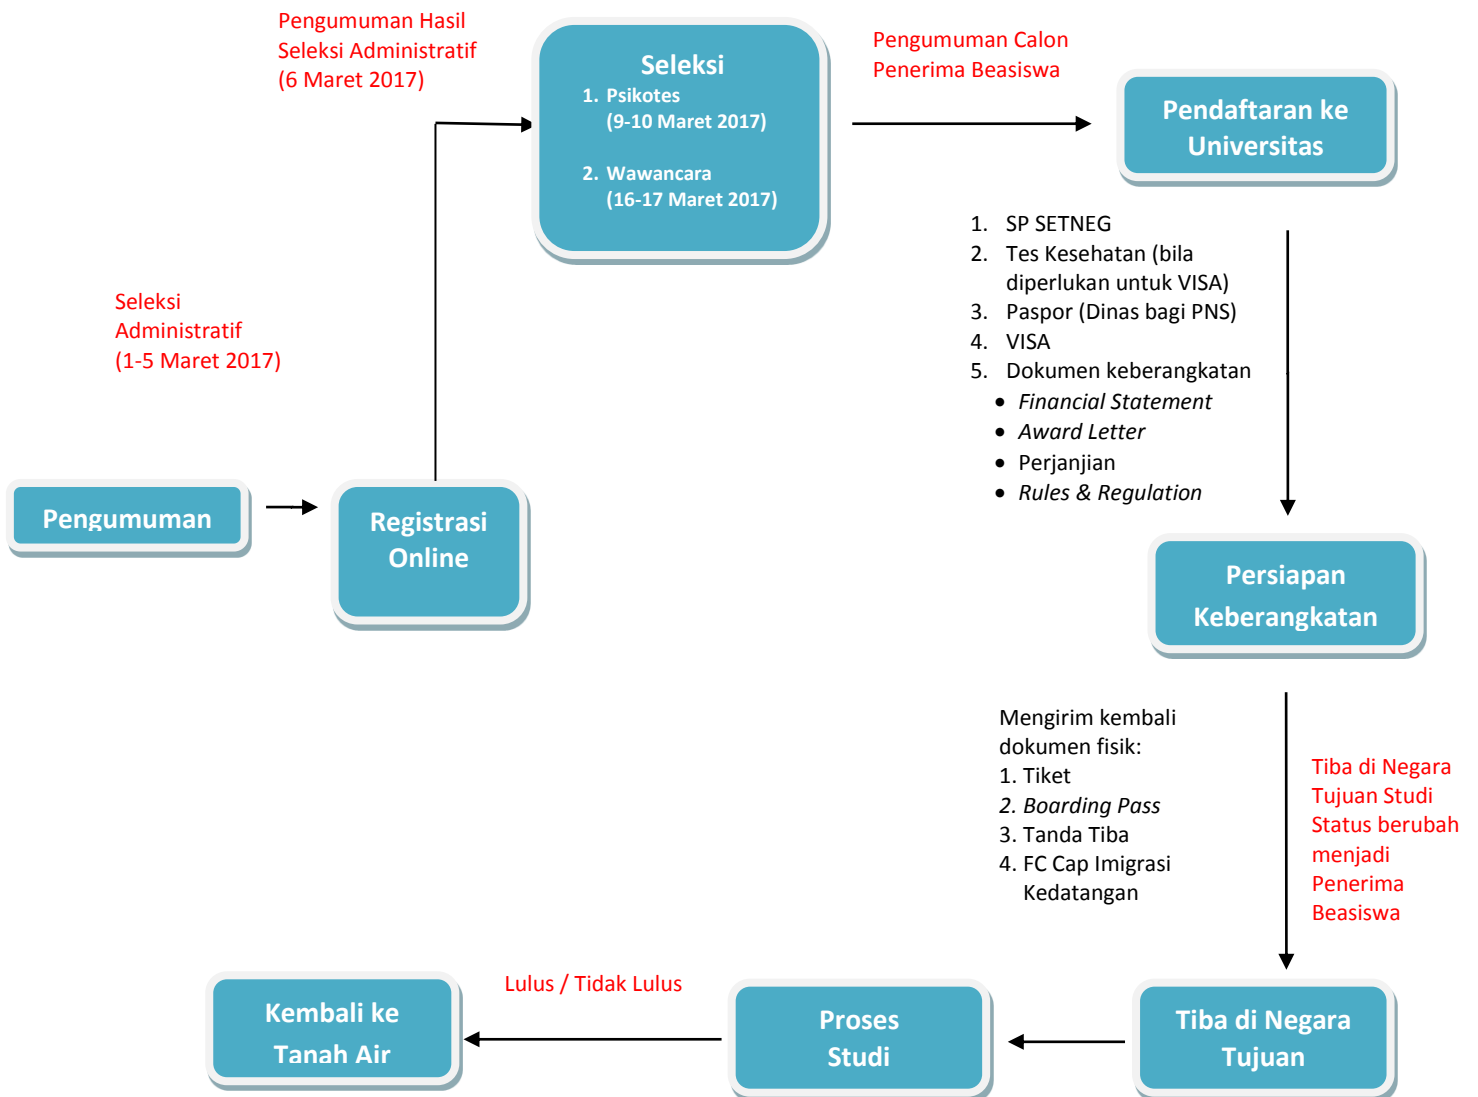 Pengumuman Hasil
Seleksi Administratif
(6 Maret 2017)
Seleksi
1. Psikotes
(9-10 Maret 2017)
2. Wawancara
(16-17 Maret 2017)
Pengumuman Calon
Penerima Beasiswa
Pendaftaran ke
Universitas
Seleksi
Administratif
(1-5 Maret 2017)
1. SP SETNEG
2. Tes Kesehatan (bila
diperlukan untuk VISA)
3. Paspor (Dinas bagi PNS)
4. VISA
5. Dokumen keberangkatan
• Financial Statement
• Award Letter
• Perjanjian
• Rules & Regulation
Pengumuman
Registrasi
Online
Persiapan
Keberangkatan
Mengirim kembali
dokumen fisik:
1. Tiket
2. Boarding Pass
3. Tanda Tiba
4. FC Cap Imigrasi
Kedatangan
Tiba di Negara
Tujuan Studi
Status berubah
menjadi
Penerima
Beasiswa
Tiba di Negara
Tujuan
Proses
Studi
Lulus / Tidak Lulus
Kembali ke
Tanah Air